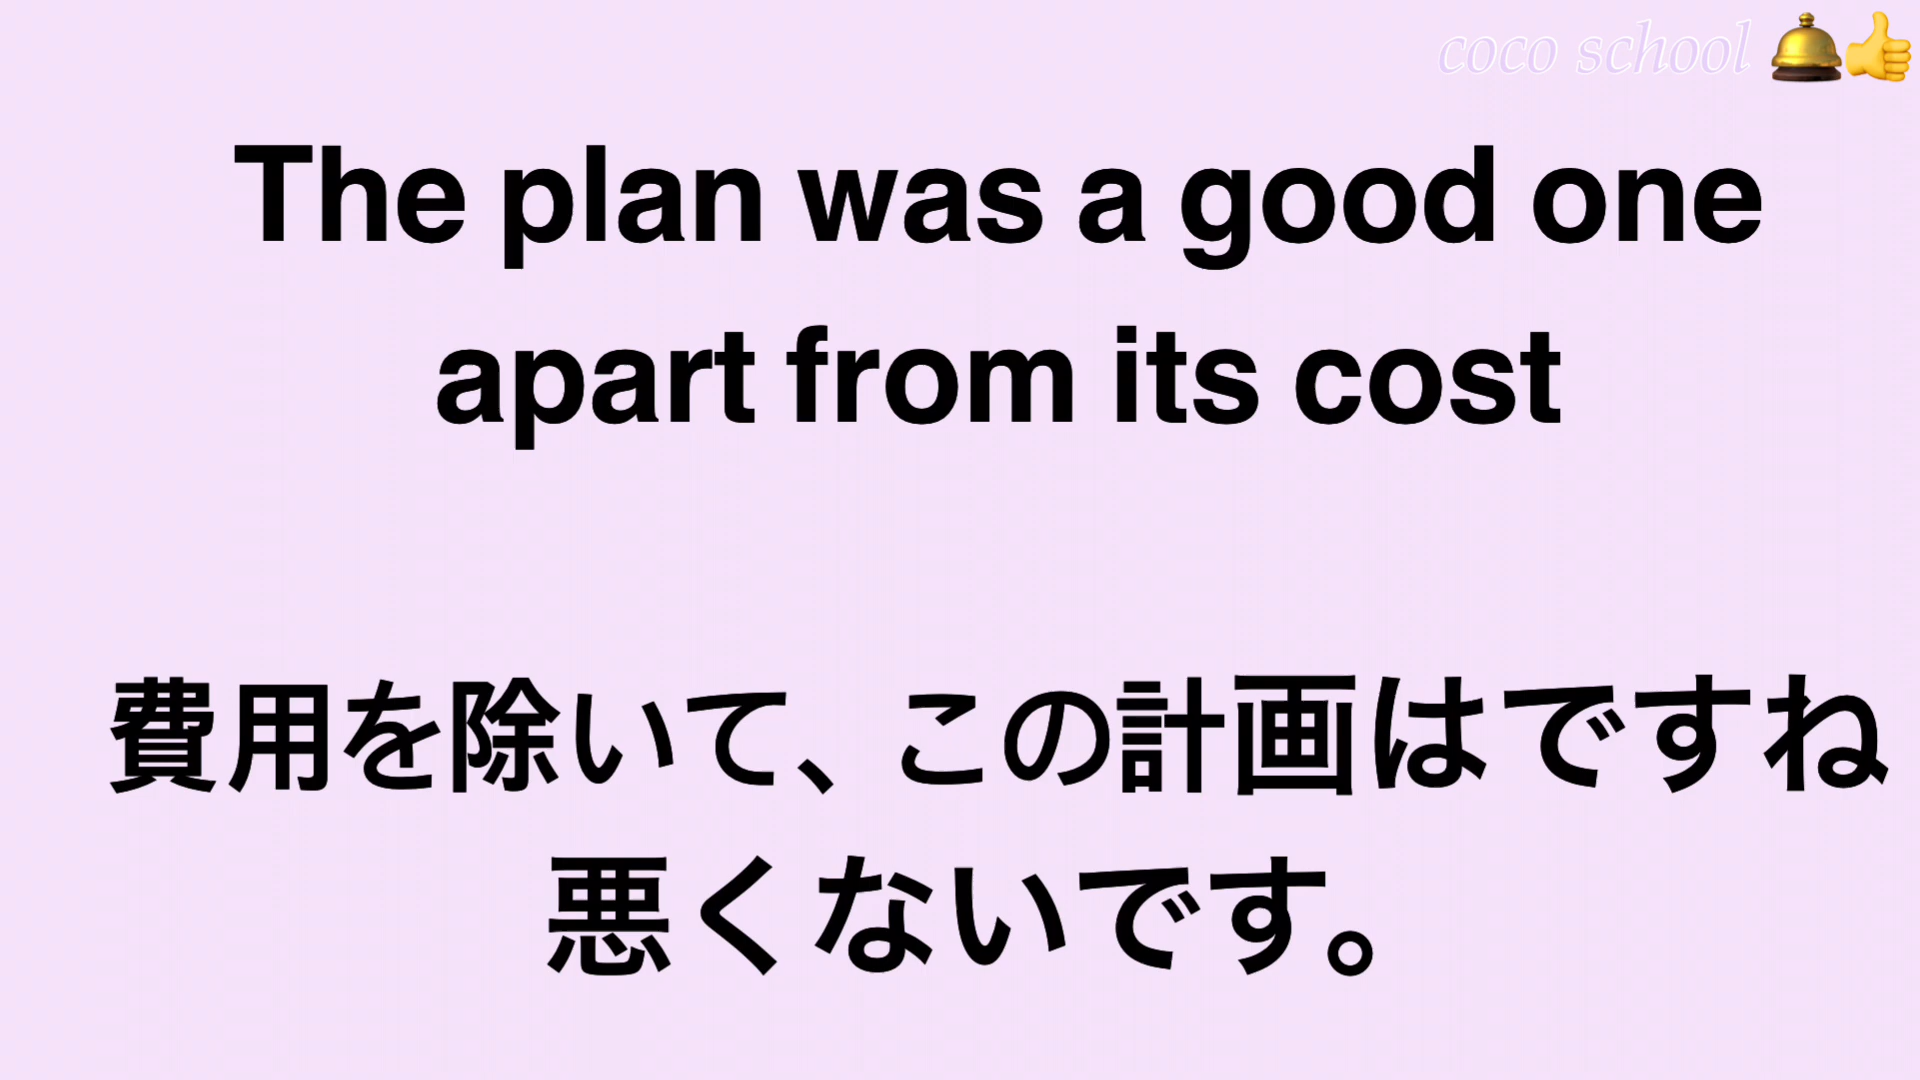 coco school
The plan was a good one
apart from its cost
費用を除いて、この計画はですね
悪くないです。